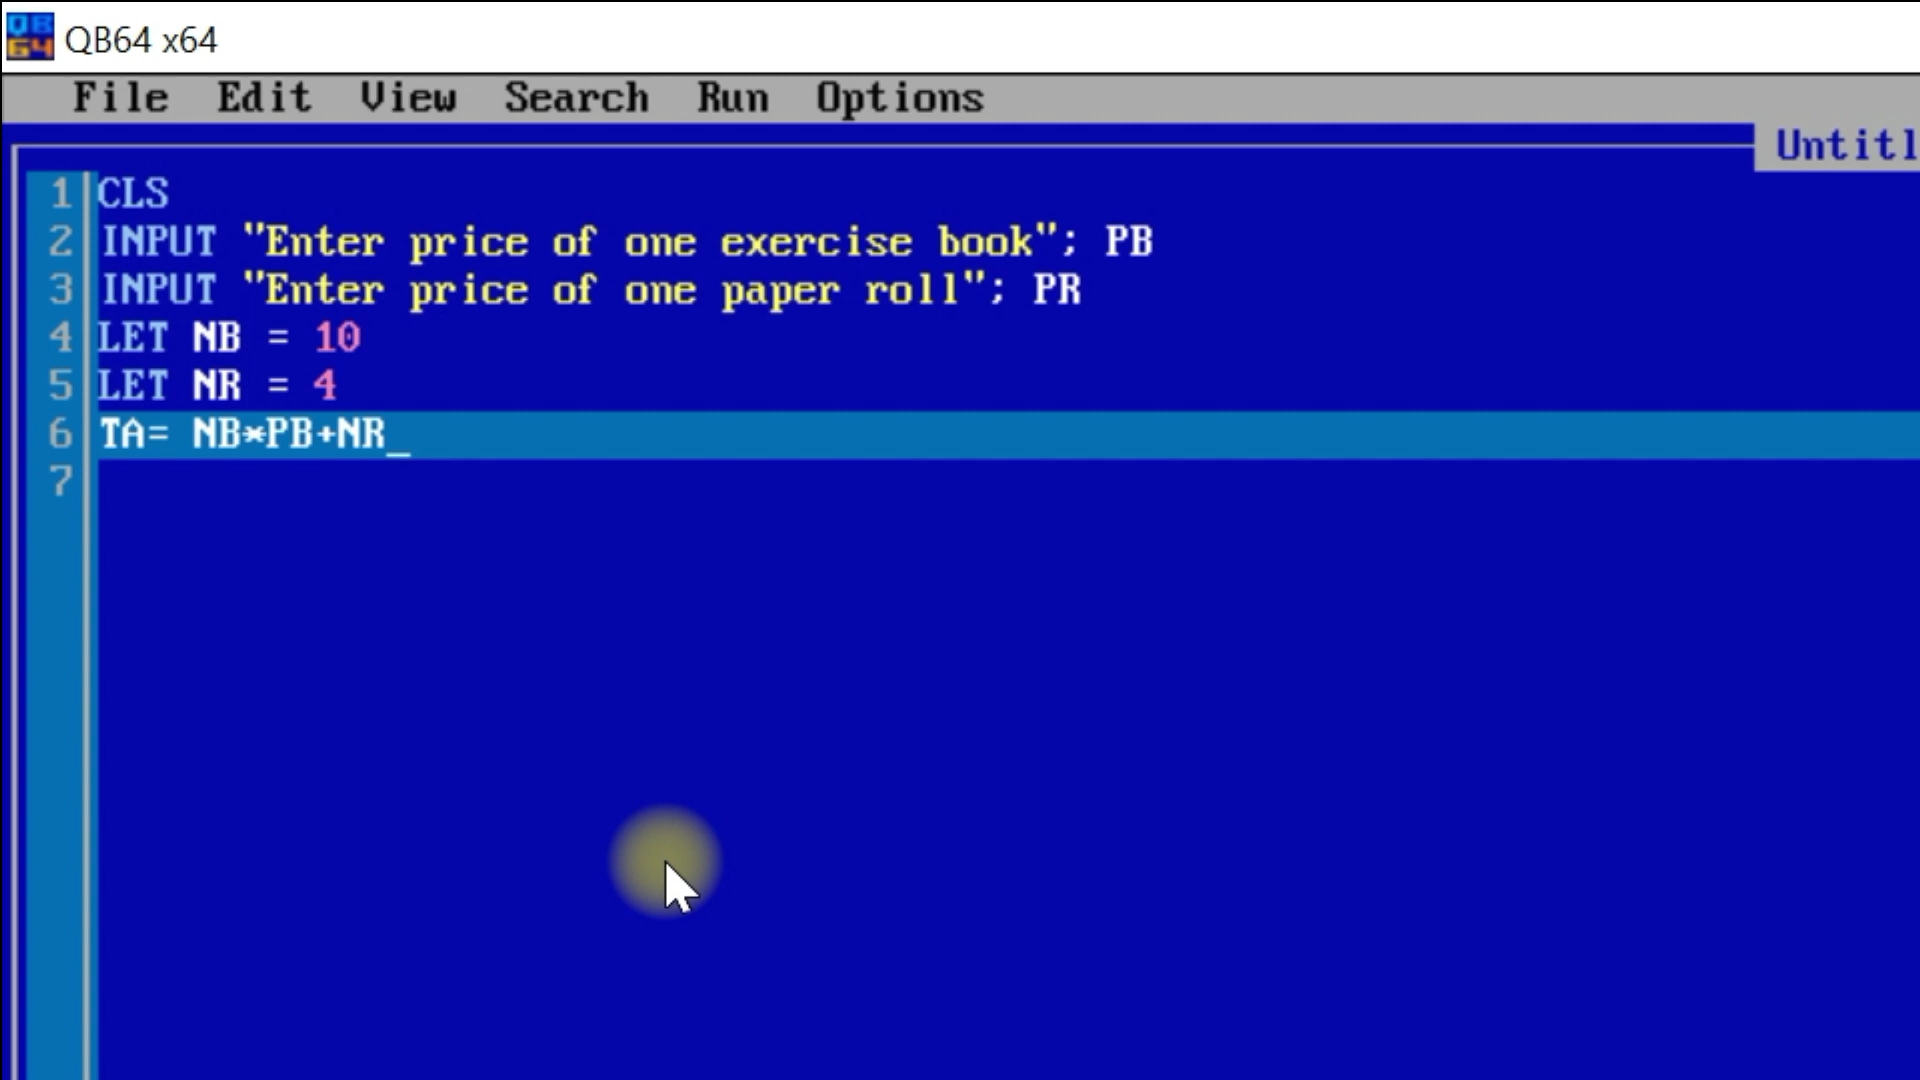 QB64 QB64 x64
File Edit View Search Run Options
Untitl
1 CLS
2 INPUT "Enter price of one exercise book"; PB
3 INPUT "Enter price of one paper roll"; PR
4 LET NB = 10
5 LET NR = 4
6 TA= NB*PB+NR_
7